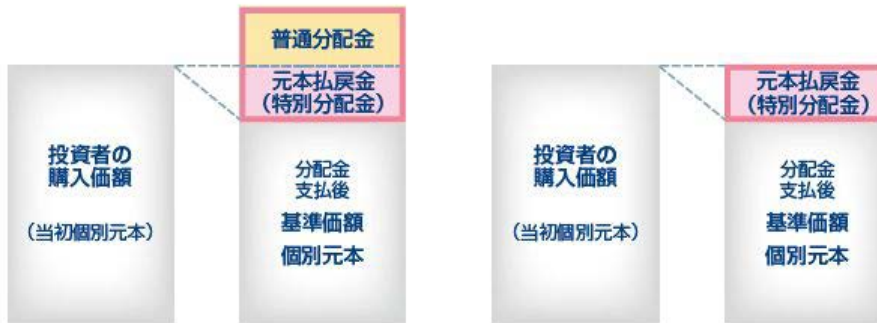 普通分配金
元本払戻金
（特別分配金）
投資者の
購入価額
（当初個別元本）
分配金
支払後
基準価額
個別元本
元本払戻金
（特別分配金）
投資者の
購入価額
（当初個別元本）
分配金
支払後
基準価額
個別元本